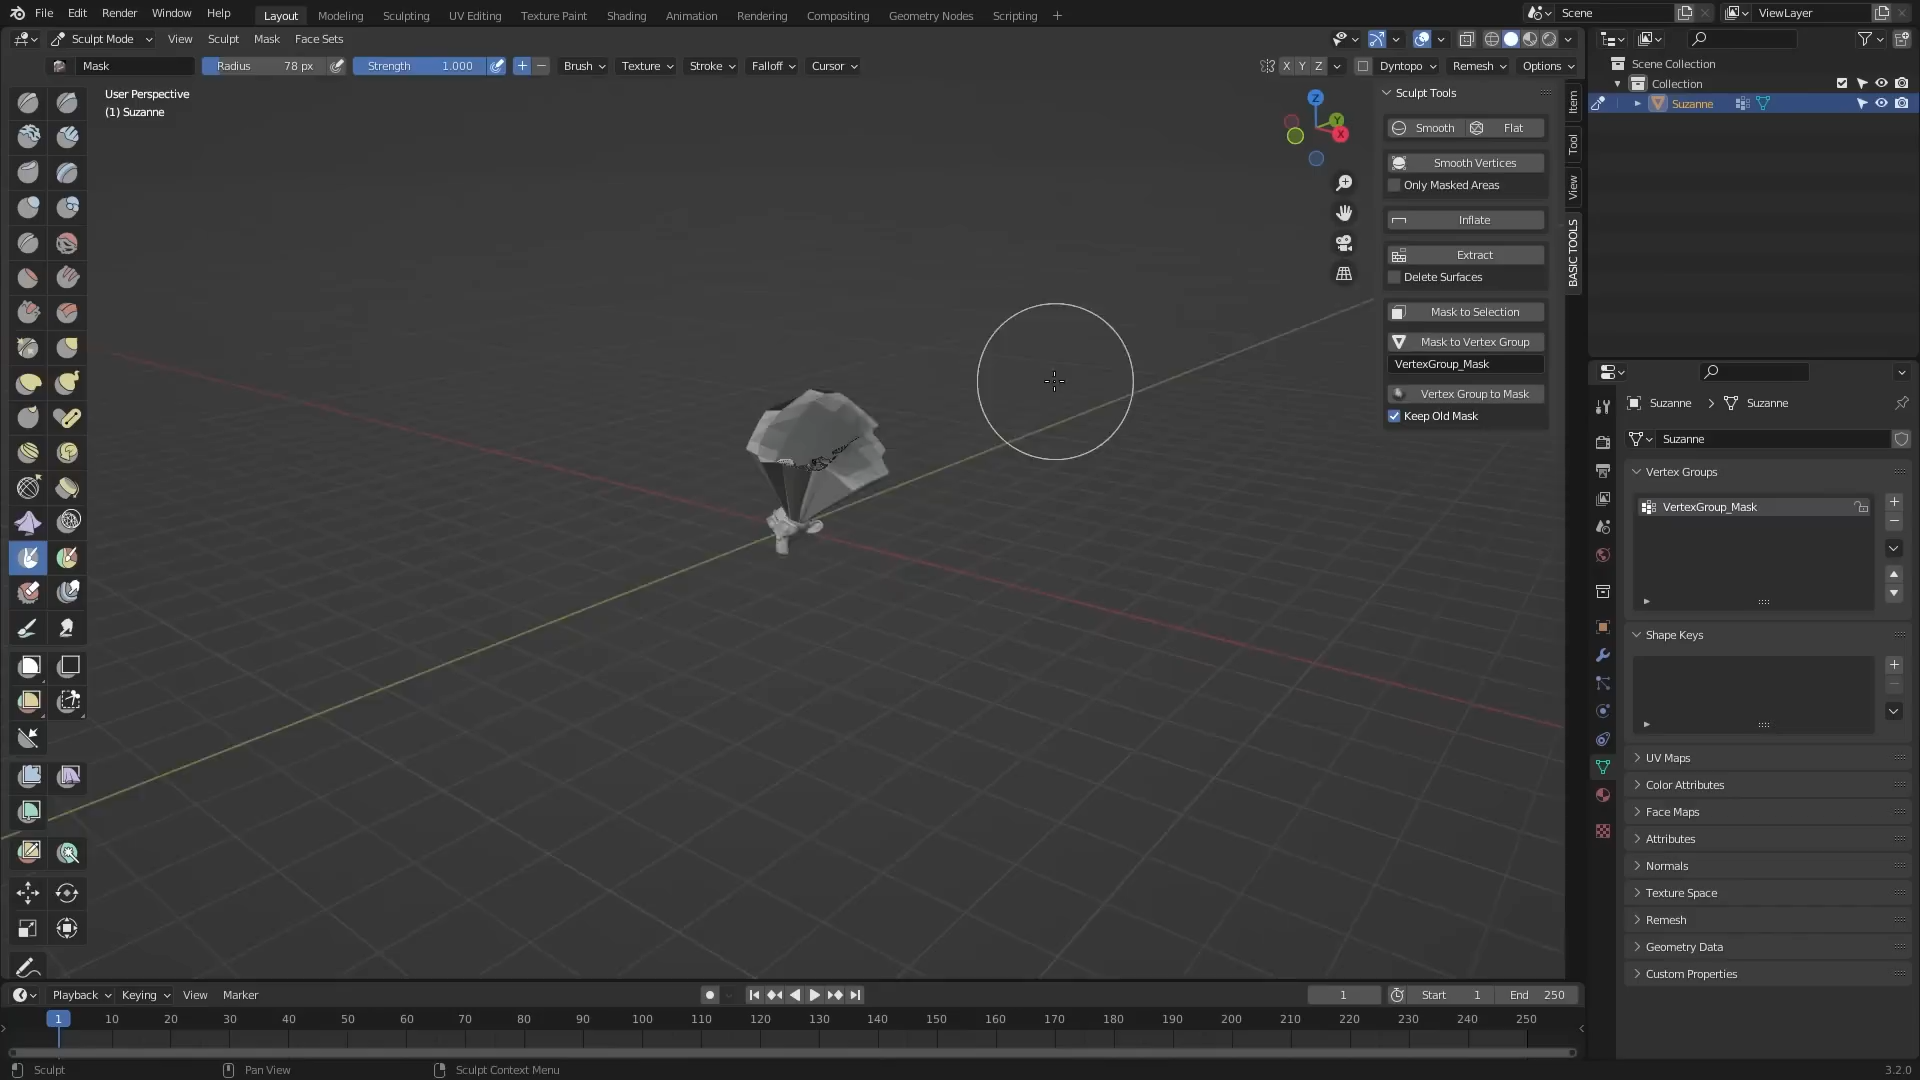 File Edit Render Window Help Layout Modeling Sculpting UV Editing Texture Paint Shading Animation Rendering Compositing Geometry Nodes Scripting + Scene ViewLayer
Sculpt Mode View Sculpt Mask Face Sets
Mask Radius 78 px Strength 1.000 Brush Texture Stroke Falloff Cursor X Y Z Dyntopo Remesh Options
User Perspective
(1) Suzanne
Z
Y
X
Sculpt Tools
Smooth Flat
Smooth Vertices
Only Masked Areas
Inflate
Extract
Delete Surfaces
Mask to Selection
Mask to Vertex Group
VertexGroup_Mask
Vertex Group to Mask
Keep Old Mask
Item
Tool
View
BASIC TOOLS
Scene Collection
Collection
Suzanne
Suzanne > Suzanne
Suzanne
Vertex Groups
VertexGroup_Mask
Shape Keys
UV Maps
Color Attributes
Face Maps
Attributes
Normals
Texture Space
Remesh
Geometry Data
Custom Properties
Playback Keying View Marker 1 Start 1 End 250
1 10 20 30 40 50 60 70 80 90 100 110 120 130 140 150 160 170 180 190 200 210 220 230 240 250
Sculpt Pan View Sculpt Context Menu 3.2.0